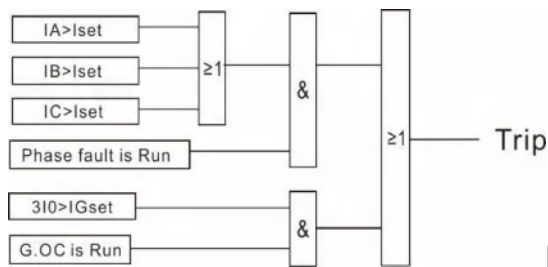 IA>Iset
IB>Iset
IC>Iset
≥1
&
Phase fault is Run
≥1
Trip
3I0>IGset
G.OC is Run
&